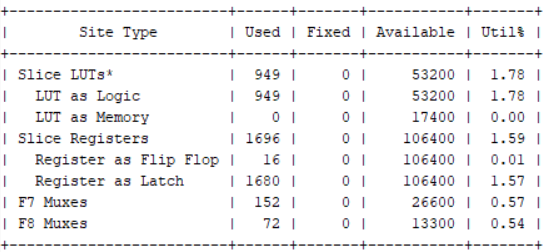 +-------------------------+------+-------+-----------+-------+
|        Site Type        | Used | Fixed | Available | Util% |
+-------------------------+------+-------+-----------+-------+
| Slice LUTs*             |  949 |     0 |     53200 |  1.78 |
|   LUT as Logic          |  949 |     0 |     53200 |  1.78 |
|   LUT as Memory         |    0 |     0 |     17400 |  0.00 |
| Slice Registers         | 1696 |     0 |    106400 |  1.59 |
|   Register as Flip Flop |   16 |     0 |    106400 |  0.01 |
|   Register as Latch     | 1680 |     0 |    106400 |  1.57 |
| F7 Muxes                |  152 |     0 |     26600 |  0.57 |
| F8 Muxes                |   72 |     0 |     13300 |  0.54 |
+-------------------------+------+-------+-----------+-------+